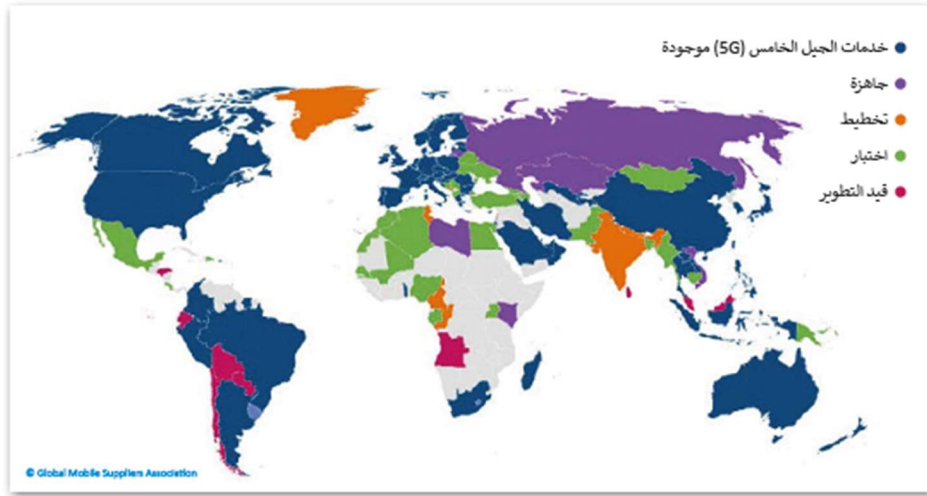 خدمات الجيل الخامس (5G) موجودة
جاهزة
تخطيط
اختبار
قيد التطوير
© Global Mobile Suppliers Association